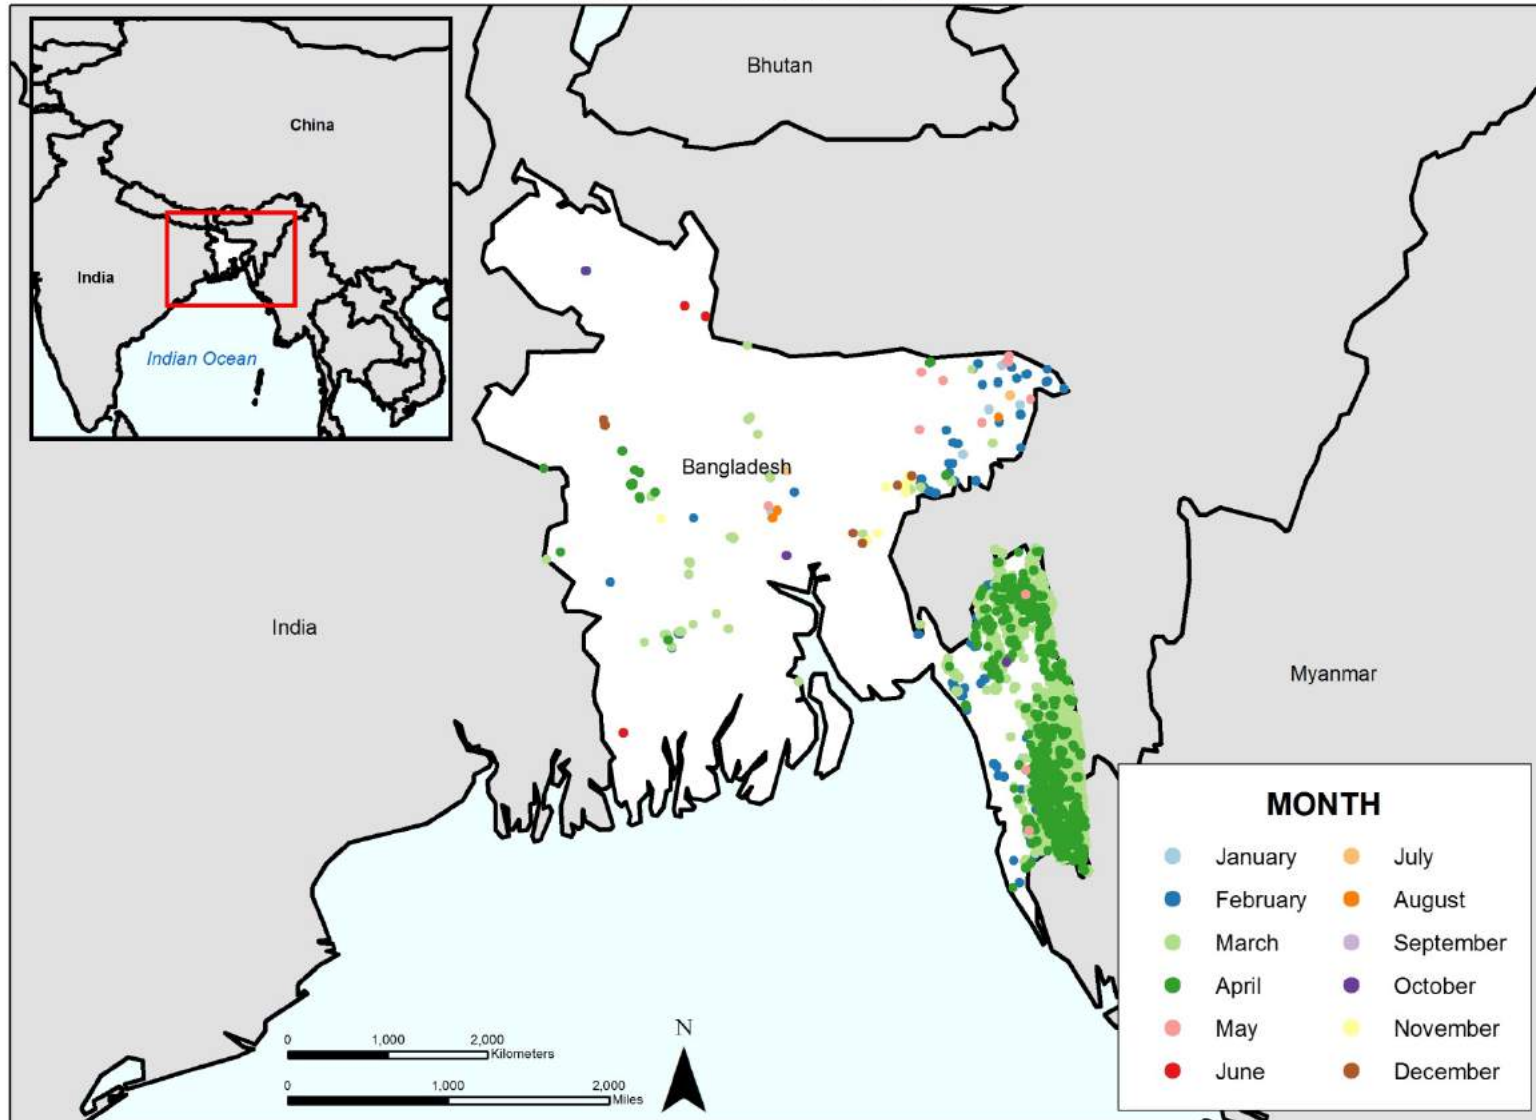 Bhutan
China
India
Indian Ocean
Bangladesh
India
Myanmar
MONTH
January
February
March
April
May
June
July
August
September
October
November
December
N
0 1,000 2,000
Kilometers
0 1,000 2,000
Miles